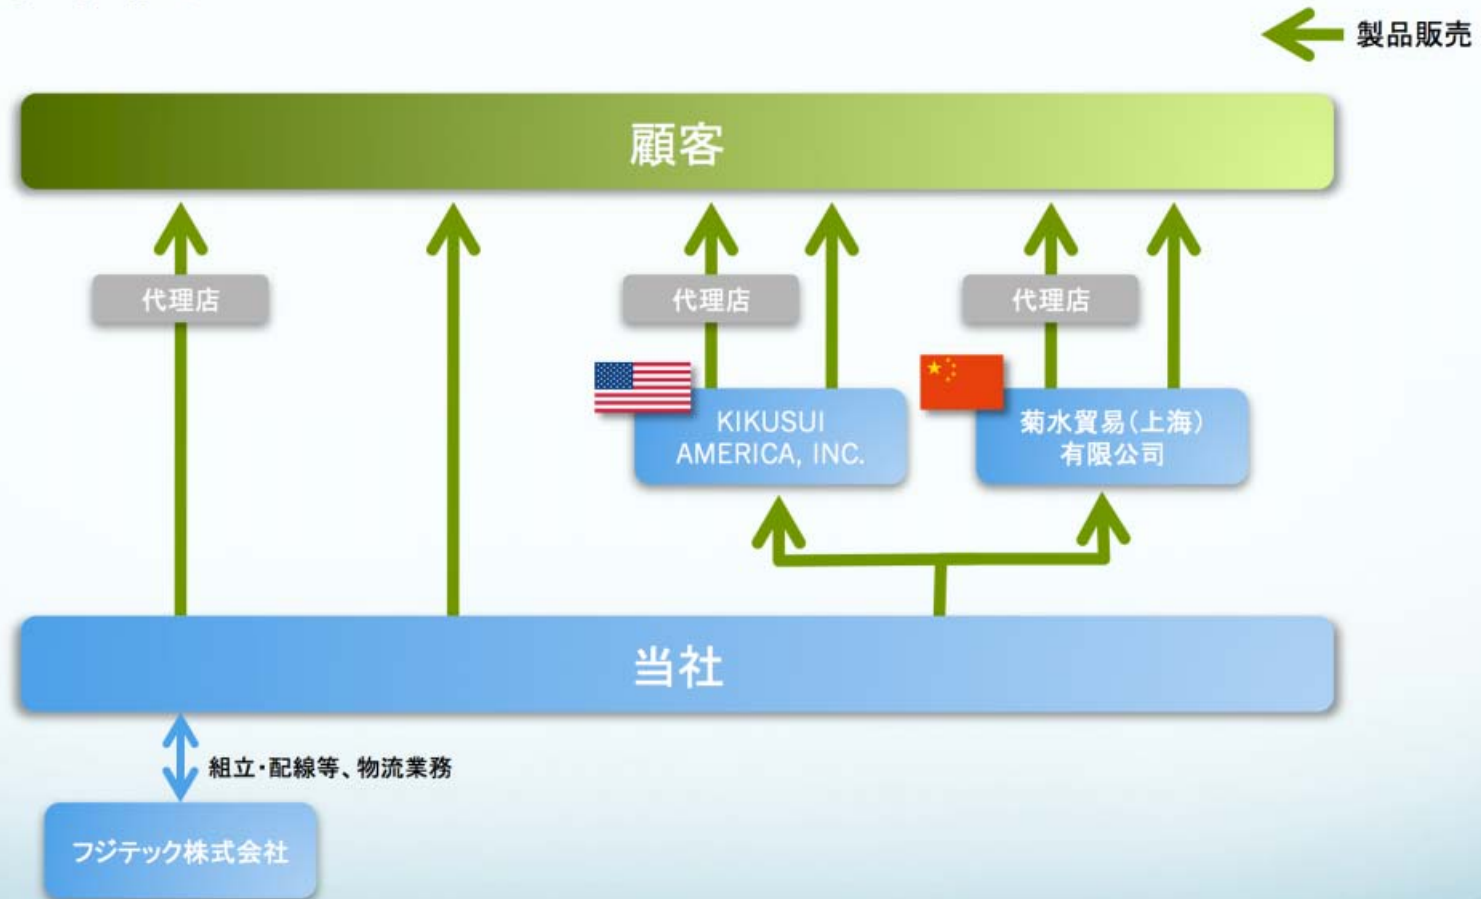 製品販売
顧客
代理店
代理店
代理店
KIKUSUI
AMERICA, INC.
菊水貿易(上海)
有限公司
当社
組立・配線等、物流業務
フジテック株式会社